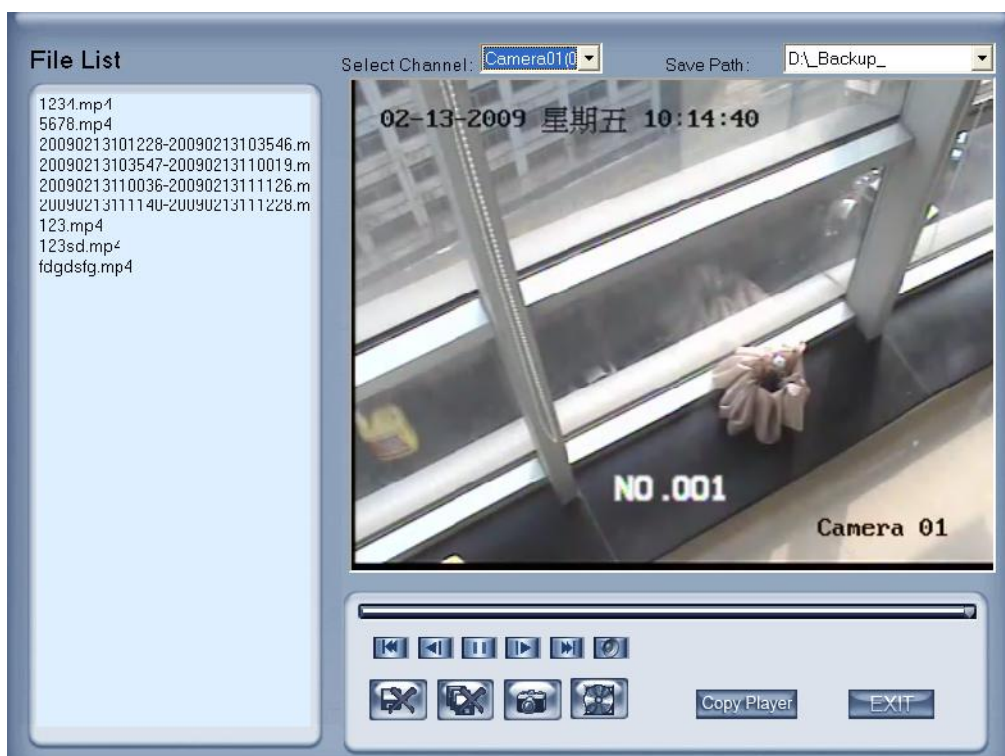 File List
Select Channel: Camera01(0
Save Path: D:\_Backup_
1234.mp4
5678.mp4
20090213101228-20090213103546.m
20090213103547-20090213110019.m
20090213110036-20090213111126.m
20090213111140-20090213111228.m
123.mp4
123sd.mp4
fdgdsfg.mp4
02-13-2009 星期五 10:14:40
NO.001
Camera 01
Copy Player
EXIT